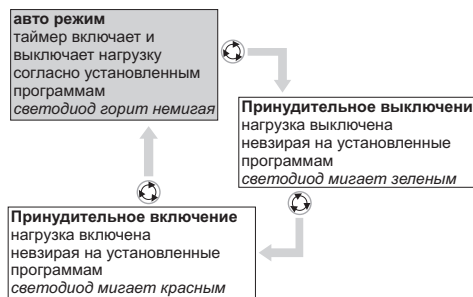 авто режим
таймер включает и
выключает нагрузку
согласно установленным
программам
светодиод горит немигая
Принудительное выключени
нагрузка выключена
невзирая на установленные
программам
светодиод мигает зеленым
Принудительное включение
нагрузка включена
невзирая на установленные
программам
светодиод мигает красным